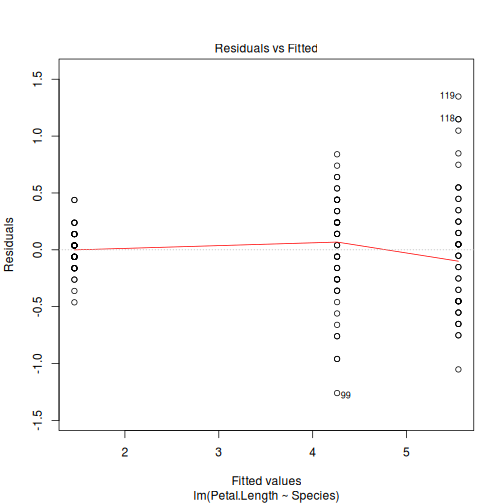 Residuals vs Fitted
Residuals
1.5
1.0
0.5
0.0
-0.5
-1.0
-1.5
119
118
99
2 3 4 5
Fitted values
lm(Petal.Length ~ Species)